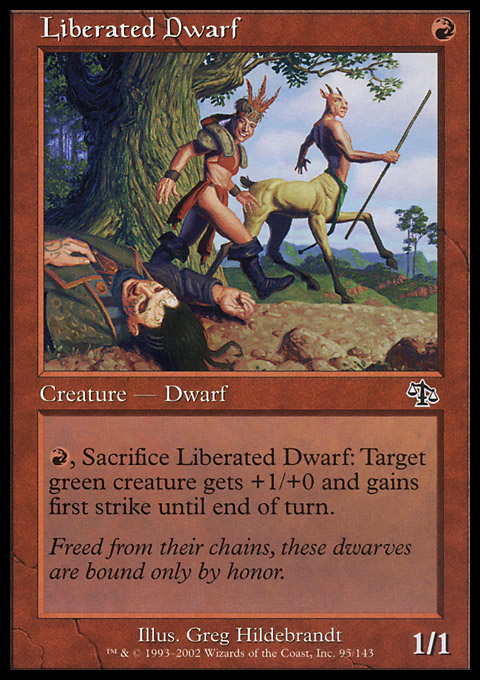 Liberated Dwarf
Creature — Dwarf
, Sacrifice Liberated Dwarf: Target
green creature gets +1/+0 and gains
first strike until end of turn.
Freed from their chains, these dwarves
are bound only by honor.
Illus. Greg Hildebrandt
™ & © 1993-2002 Wizards of the Coast, Inc. 95/143
1/1